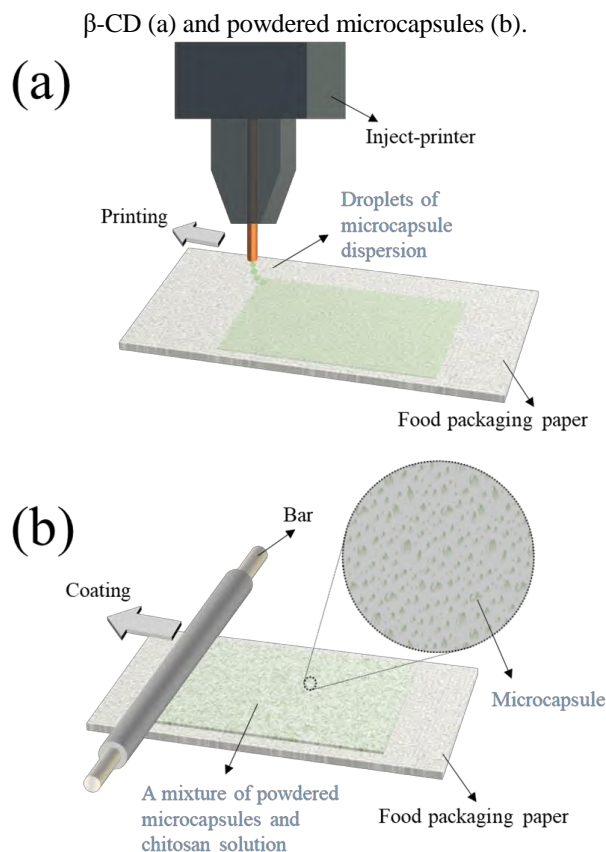 β-CD (a) and powdered microcapsules (b).
(a)
Inject-printer
Printing
Droplets of
microcapsule
dispersion
Food packaging paper
(b)
Bar
Coating
Microcapsule
A mixture of powdered
microcapsules and
chitosan solution
Food packaging paper